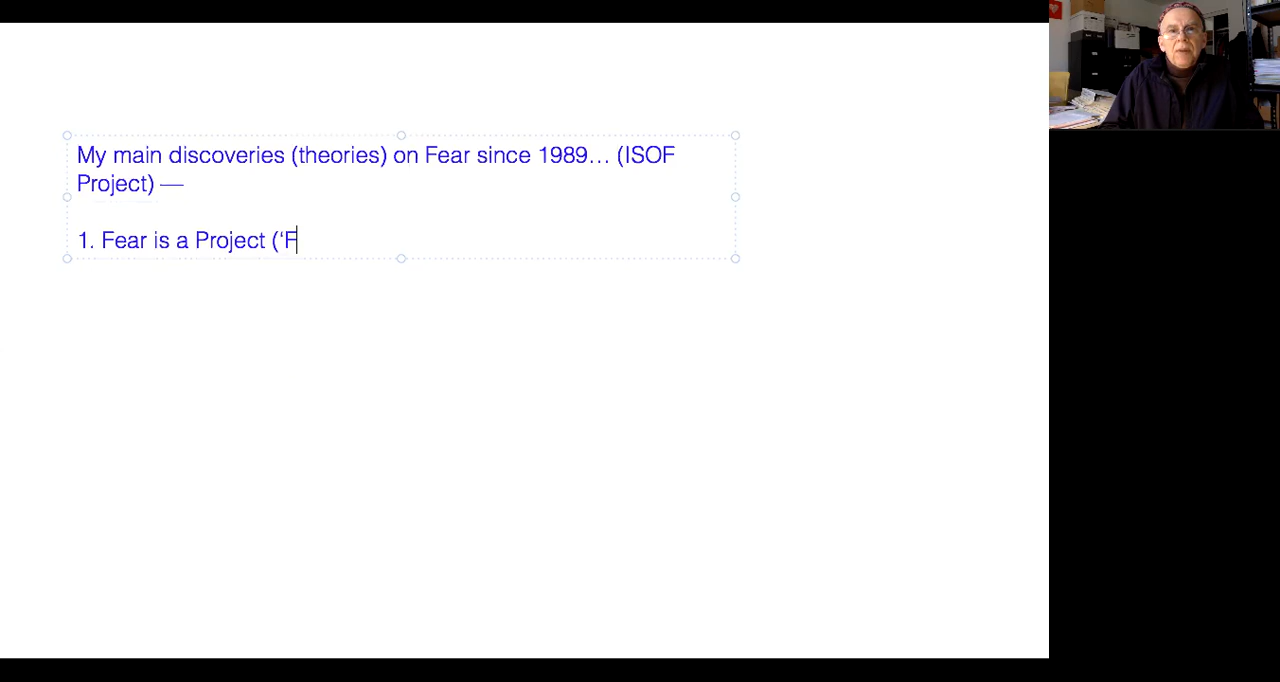 My main discoveries (theories) on Fear since 1989… (ISOF
Project) —
1. Fear is a Project (‘F